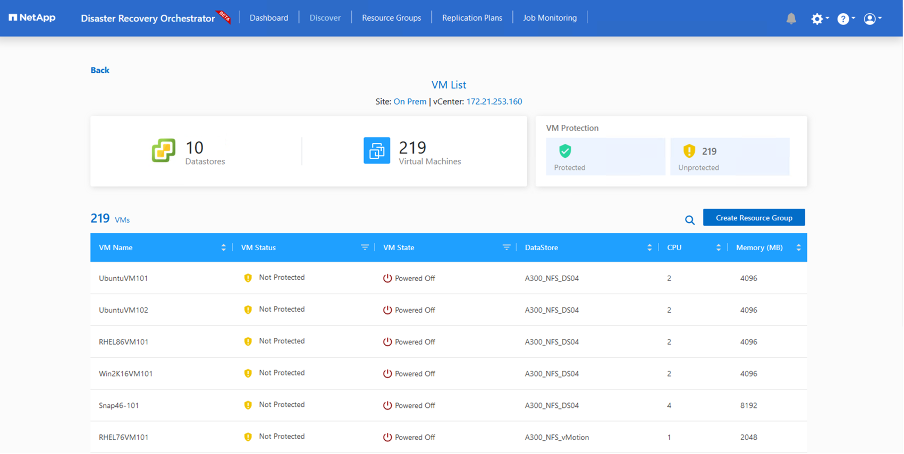 NetApp Disaster Recovery Orchestrator BETA Dashboard Discover Resource Groups Replication Plans Job Monitoring
Back
VM List
Site: On Prem | vCenter: 172.21.253.160
10
Datastores
219
Virtual Machines
VM Protection
Protected
219
Unprotected
219 VMs
Create Resource Group
VM Name VM Status VM State DataStore CPU Memory (MB)
UbuntuVM101 Not Protected Powered Off A300_NFS_DS04 2 4096
UbuntuVM102 Not Protected Powered Off A300_NFS_DS04 2 4096
RHEL86VM101 Not Protected Powered Off A300_NFS_DS04 2 4096
Win2K16VM101 Not Protected Powered Off A300_NFS_DS04 2 4096
Snap46-101 Not Protected Powered Off A300_NFS_DS04 4 8192
RHEL76VM101 Not Protected Powered Off A300_NFS_vMotion 1 2048